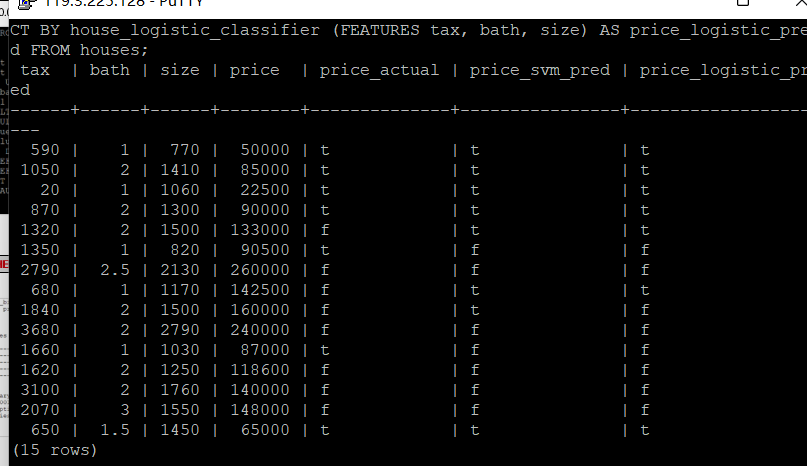 119.3.225.128 - PuTTY
CT BY house_logistic_classifier (FEATURES tax, bath, size) AS price_logistic_pre
d FROM houses;
 tax  | bath | size | price  | price_actual | price_svm_pred | price_logistic_pr
ed
------+------+------+--------+--------------+----------------+------------------
---
  590 |    1 |  770 |  50000 | t            | t              | t
 1050 |    2 | 1410 |  85000 | t            | t              | t
   20 |    1 | 1060 |  22500 | t            | t              | t
  870 |    2 | 1300 |  90000 | t            | t              | t
 1320 |    2 | 1500 | 133000 | f            | t              | t
 1350 |    1 |  820 |  90500 | t            | f              | f
 2790 |  2.5 | 2130 | 260000 | f            | f              | f
  680 |    1 | 1170 | 142500 | f            | t              | t
 1840 |    2 | 1500 | 160000 | f            | t              | f
 3680 |    2 | 2790 | 240000 | f            | f              | f
 1660 |    1 | 1030 |  87000 | t            | f              | f
 1620 |    2 | 1250 | 118600 | f            | f              | f
 3100 |    2 | 1760 | 140000 | f            | f              | f
 2070 |    3 | 1550 | 148000 | f            | f              | f
  650 |  1.5 | 1450 |  65000 | t            | t              | t
(15 rows)